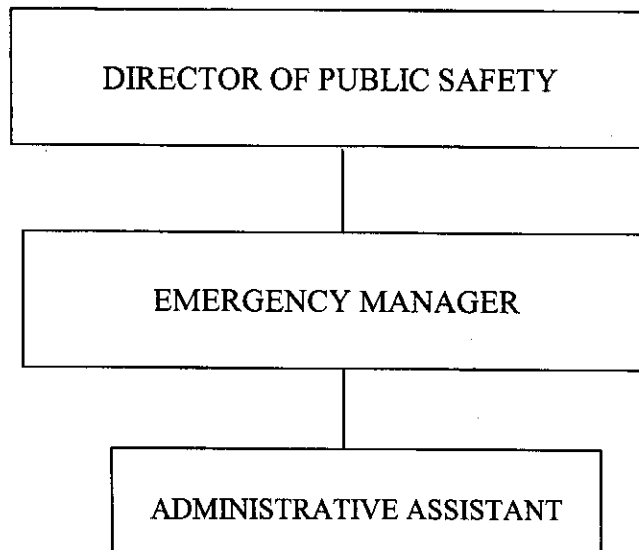 DIRECTOR OF PUBLIC SAFETY
EMERGENCY MANAGER
ADMINISTRATIVE ASSISTANT